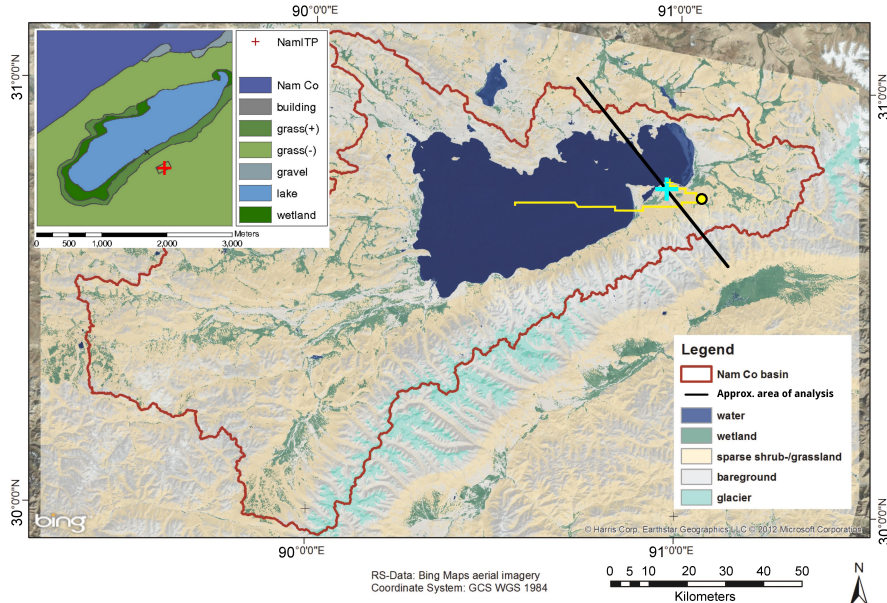 90°0'0"E
91°0'0"E
31°0'0"N
31°0'0"N
NamITP
Nam Co
building
grass(+)
grass(-)
gravel
lake
wetland
Meters
0 500 1,000 2,000 3,000
Legend
Nam Co basin
Approx. area of analysis
water
wetland
sparse shrub-/grassland
bareground
glacier
30°0'0"N
30°0'0"N
bing
© Harris Corp, Earthstar Geographics LLC © 2012 Microsoft Corporation
90°0'0"E
91°0'0"E
RS-Data: Bing Maps aerial imagery
Coordinate System: GCS WGS 1984
0 5 10 20 30 40 50
Kilometers
N